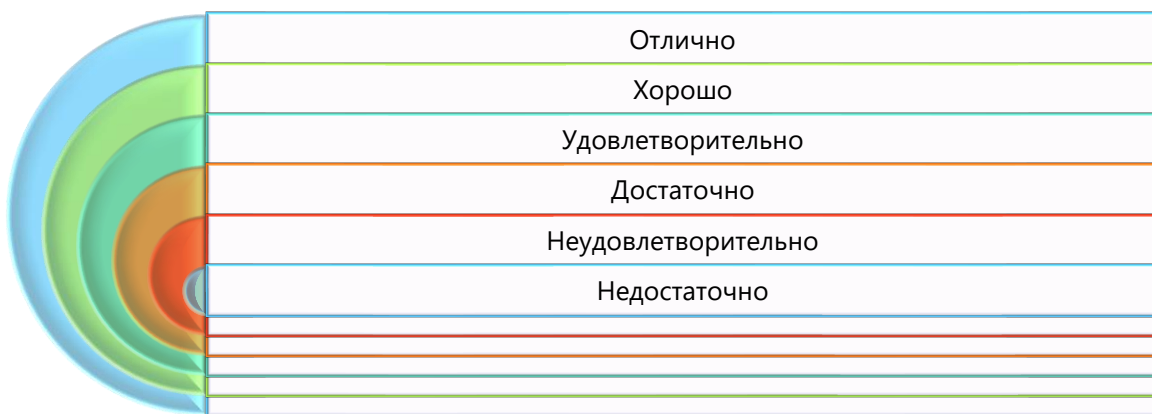 Отлично
Хорошо
Удовлетворительно
Достаточно
Неудовлетворительно
Недостаточно